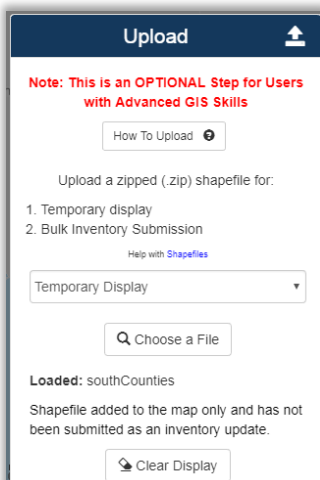 Upload
Note: This is an OPTIONAL Step for Users
with Advanced GIS Skills
How To Upload
Upload a zipped (.zip) shapefile for:
1. Temporary display
2. Bulk Inventory Submission
Help with Shapefiles
Temporary Display
Choose a File
Loaded: southCounties
Shapefile added to the map only and has not
been submitted as an inventory update.
Clear Display